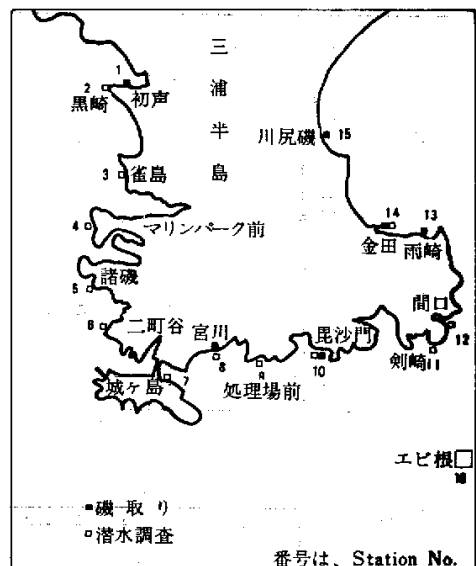 三浦半島
1
2
黒崎
初声
川尻磯
15
3
雀島
4
マリンパーク前
14
13
金田
雨崎
諸磯
5
間口
12
6
二町谷
宮川
8
毘沙門
10
剣崎
11
城ヶ島
7
9
処理場前
エビ根
16
■磯取り
□潜水調査
番号は、Station No.